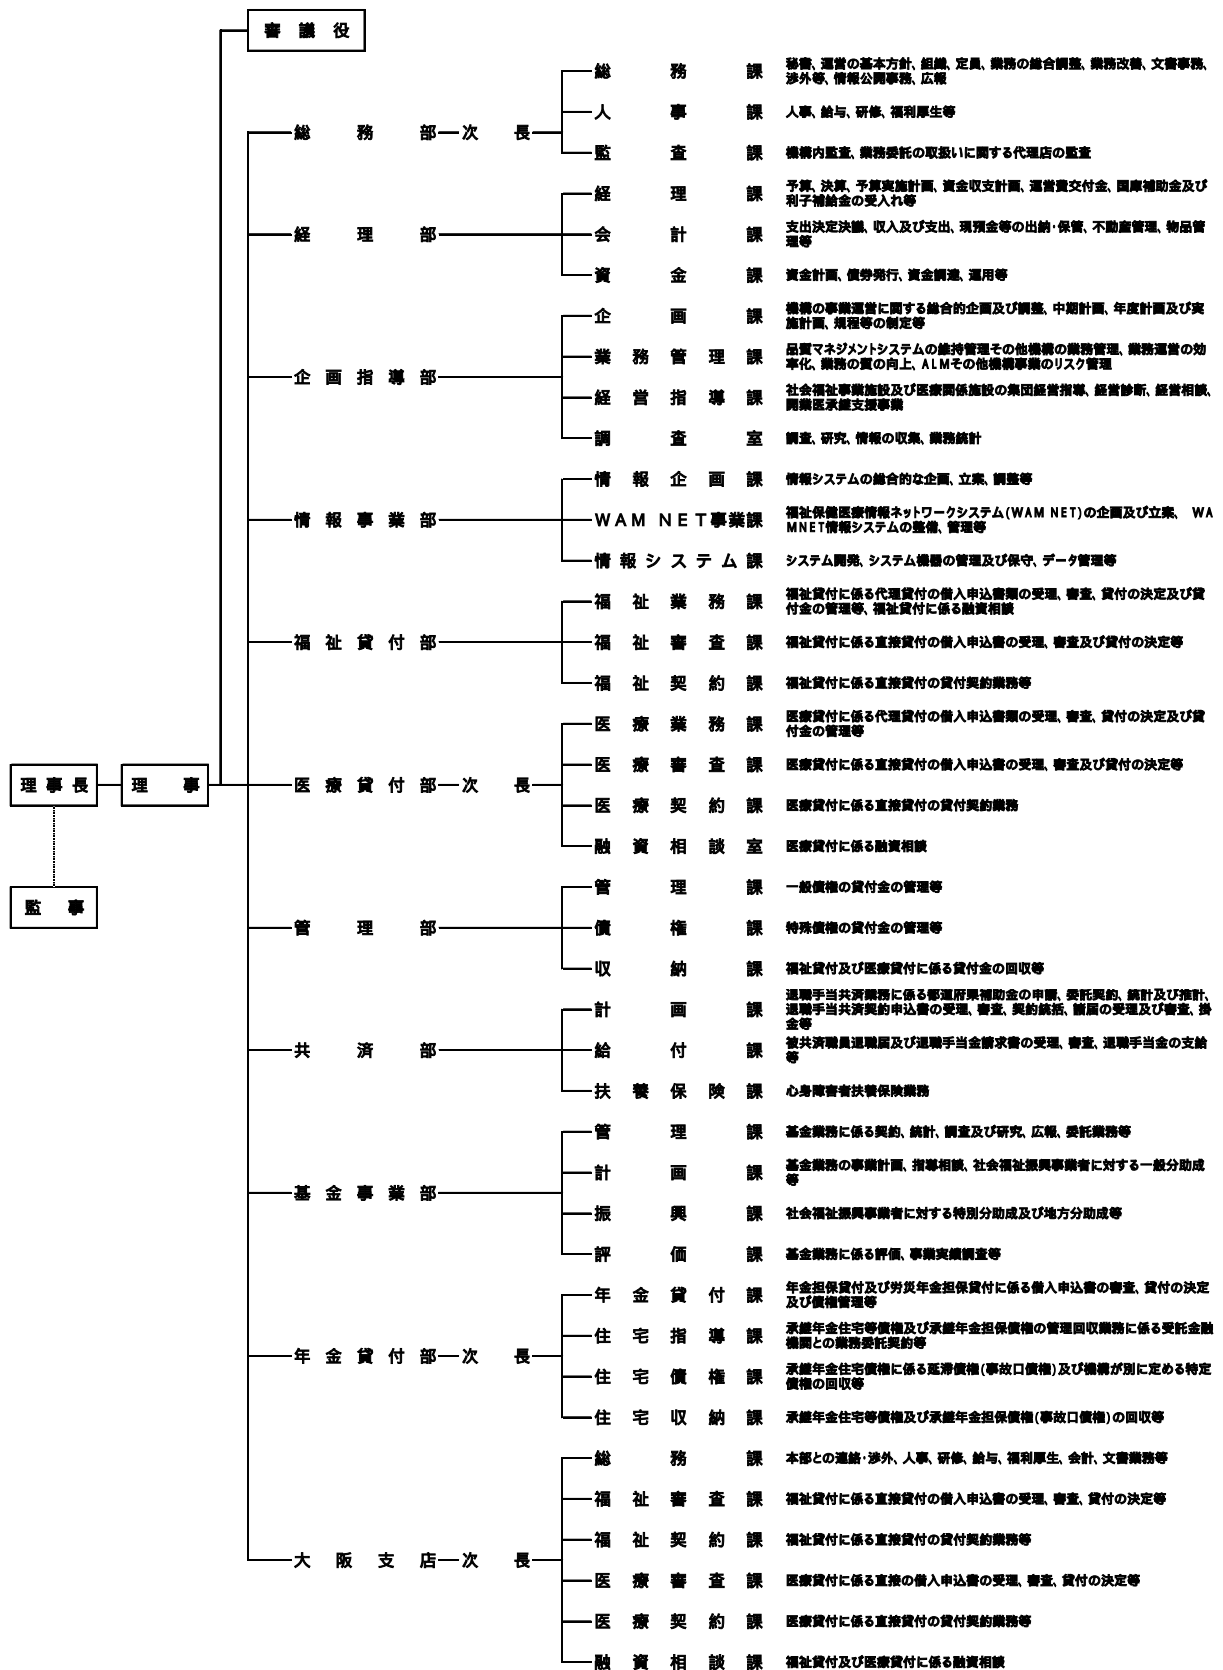 審議役
総務課 秘書、運営の基本方針、組織、定員、業務の総合調整、業務改善、文書事務、
渉外等、情報公開事務、広報
人事課 人事、給与、研修、福利厚生等
総務部 次長
監査課 機構内監査、業務委託の取扱いに関する代理店の監査
経理課 予算、決算、予算実施計画、資金収支計画、運営費交付金、国庫補助金及び
利子補給金の受入れ等
経理部
会計課 支出決定決議、収入及び支出、現預金等の出納・保管、不動産管理、物品管
理等
資金課 資金計画、債券発行、資金調達、運用等
企画課 機構の事業運営に関する総合的企画及び調整、中期計画、年度計画及び実
施計画、規程等の制定等
業務管理課 品質マネジメントシステムの維持管理その他機構の業務管理、業務運営の効
率化、業務の質の向上、ALMその他機構事業のリスク管理
企画指導部
経営指導課 社会福祉事業施設及び医療関係施設の集団経営指導、経営診断、経営相談、
開業医承継支援事業
調査室 調査、研究、情報の収集、業務統計
情報企画課 情報システムの総合的な企画、立案、調整等
情報事業部
WAM NET事業課 福祉保健医療情報ネットワークシステム(WAM NET)の企画及び立案、 WA
MNET情報システムの整備、管理等
情報システム課 システム開発、システム機器の管理及び保守、データ管理等
福祉業務課 福祉貸付に係る代理貸付の借入申込書類の受理、審査、貸付の決定及び貸
付金の管理等、福祉貸付に係る融資相談
福祉貸付部
福祉審査課 福祉貸付に係る直接貸付の借入申込書の受理、審査及び貸付の決定等
福祉契約課 福祉貸付に係る直接貸付の貸付契約業務等
医療業務課 医療貸付に係る代理貸付の借入申込書類の受理、審査、貸付の決定及び貸
付金の管理等
医療審査課 医療貸付に係る直接貸付の借入申込書の受理、審査及び貸付の決定等
理事長 理事 医療貸付部 次長
医療契約課 医療貸付に係る直接貸付の貸付契約業務
融資相談室 医療貸付に係る融資相談
管理課 一般債権の貸付金の管理等
監事
管理部
債権課 特殊債権の貸付金の管理等
収納課 福祉貸付及び医療貸付に係る貸付金の回収等
計画課 退職手当共済業務に係る都道府県補助金の申請、委託契約、統計及び推計、
退職手当共済契約申込書の受理、審査、契約統括、諸届の受理及び審査、掛
金等
共済部
給付課 被共済職員退職届及び退職手当金請求書の受理、審査、退職手当金の支給
等
扶養保険課 心身障害者扶養保険業務
管理課 基金業務に係る契約、統計、調査及び研究、広報、委託業務等
計画課 基金業務の事業計画、指導相談、社会福祉振興事業者に対する一般分助成
等
基金事業部
振興課 社会福祉振興事業者に対する特別分助成及び地方分助成等
評価課 基金業務に係る評価、事業実績調査等
年金貸付課 年金担保貸付及び労災年金担保貸付に係る借入申込書の審査、貸付の決定
及び債権管理等
住宅指導課 承継年金住宅等債権及び承継年金担保債権の管理回収業務に係る受託金融
機関との業務委託契約等
年金貸付部 次長
住宅債権課 承継年金住宅債権に係る延滞債権(事故口債権)及び機構が別に定める特定
債権の回収等
住宅収納課 承継年金住宅等債権及び承継年金担保債権(事故口債権)の回収等
総務課 本部との連絡・渉外、人事、研修、給与、福利厚生、会計、文書業務等
福祉審査課 福祉貸付に係る直接貸付の借入申込書の受理、審査、貸付の決定等
福祉契約課 福祉貸付に係る直接貸付の貸付契約業務等
大阪支店 次長
医療審査課 医療貸付に係る直接の借入申込書の受理、審査、貸付の決定等
医療契約課 医療貸付に係る直接貸付の貸付契約業務等
融資相談課 福祉貸付及び医療貸付に係る融資相談